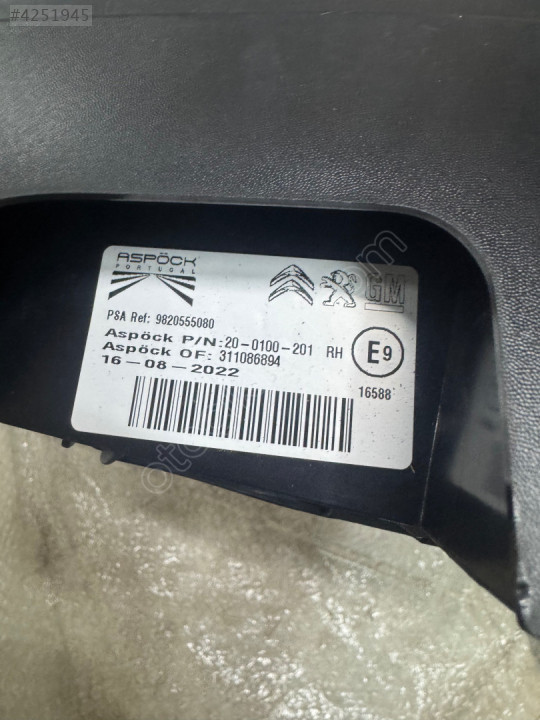 #4251945
ASPÖCK
PORTUGAL
GM
PSA Ref: 9820555080
Aspöck P/N:20-0100-201 RH
E9
Aspöck OF: 311086894
16-08-2022
16588